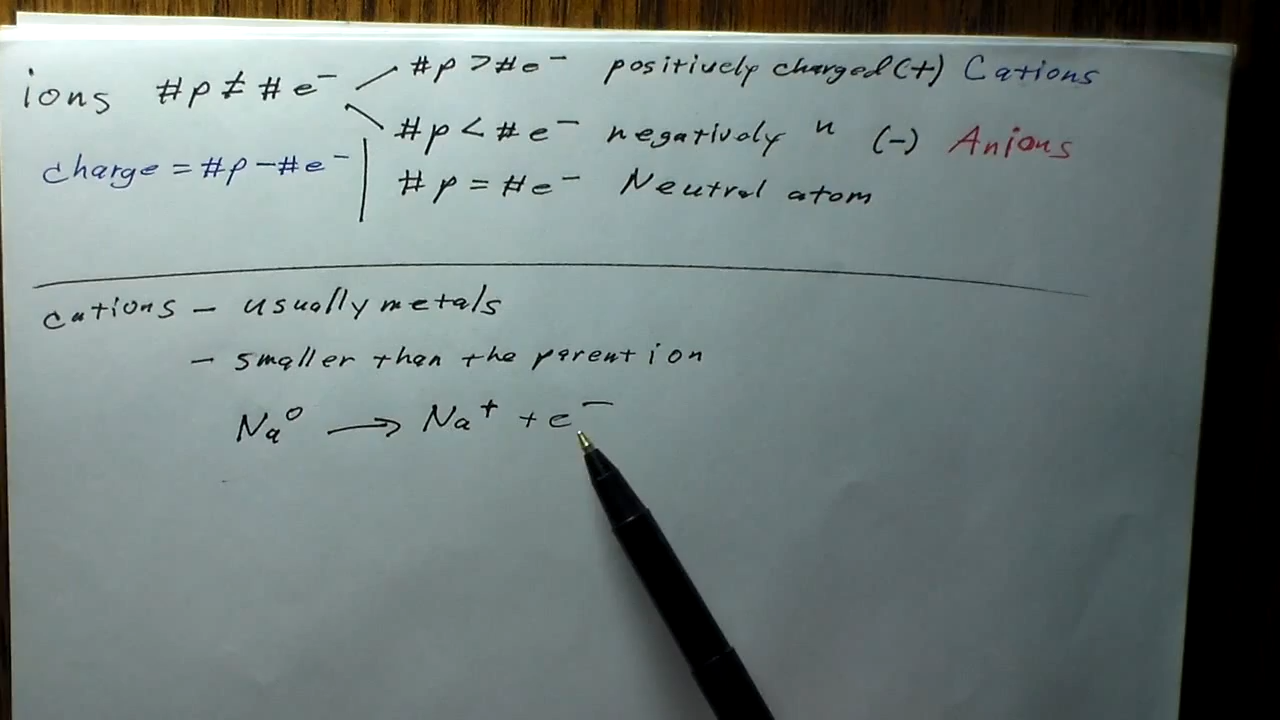 ions #p ≠ #e⁻ #p > #e⁻ positively charged (+) Cations
#p < #e⁻ negatively " (-) Anions
charge = #p - #e⁻ #p = #e⁻ Neutral atom
cations - usually metals
- smaller than the parent ion
Na⁰ → Na⁺ + e⁻